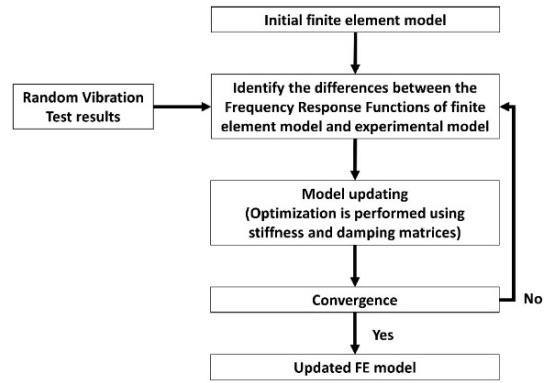 Initial finite element model
Identify the differences between the
Frequency Response Functions of finite
element model and experimental model
Random Vibration
Test results
Model updating
(Optimization is performed using
stiffness and damping matrices)
Convergence
No
Yes
Updated FE model